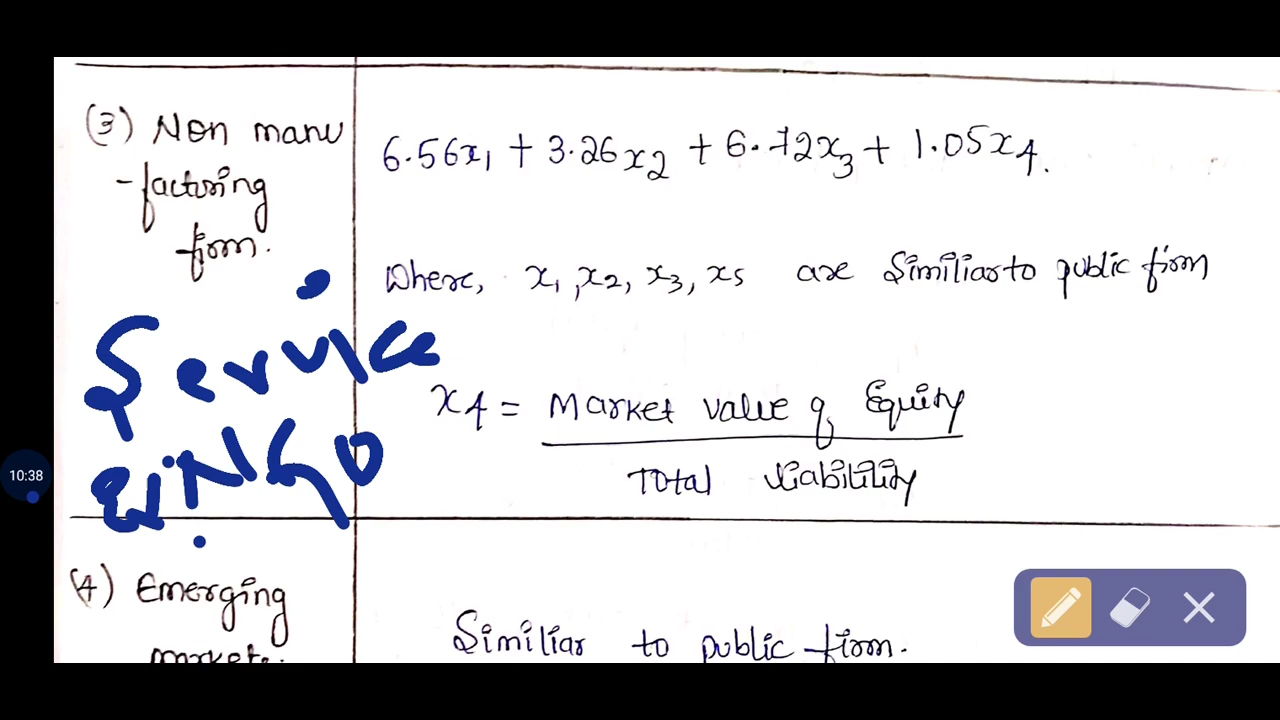 (3) Non manu
-facturing
firm.
6.56x1 + 3.26x2 + 6.72x3 + 1.05x4.
Where, x1, x2, x3, x5 are Similiar to public firm
Service
NGO
x4 = Market value of Equity
Total Liability
10:38
(4) Emerging
markets.
Similiar to public firm.